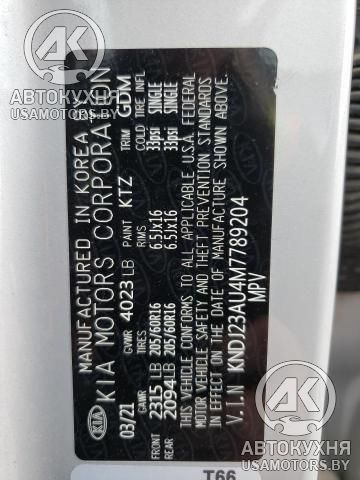 MANUFACTURED IN KOREA
KIA KIA MOTORS CORPORATION
03/21 GVWR 4023 LB PAINT KTZ TRIM GDM
GAWR TIRES RIMS COLD TIRE INFL
FRONT 2315 LB 205/60R16 6.5Jx16 33psi SINGLE
REAR 2094 LB 205/60R16 6.5Jx16 33psi SINGLE
THIS VEHICLE CONFORMS TO ALL APPLICABLE U.S.A. FEDERAL
MOTOR VEHICLE SAFETY AND THEFT PREVENTION STANDARDS
IN EFFECT ON THE DATE OF MANUFACTURE SHOWN ABOVE.
V.I.N KNDJ23AU4M7789204
MPV
T66
АВТОКУХНЯ
USAMOTORS.BY
АВТОКУХНЯ
USAMOTORS.BY